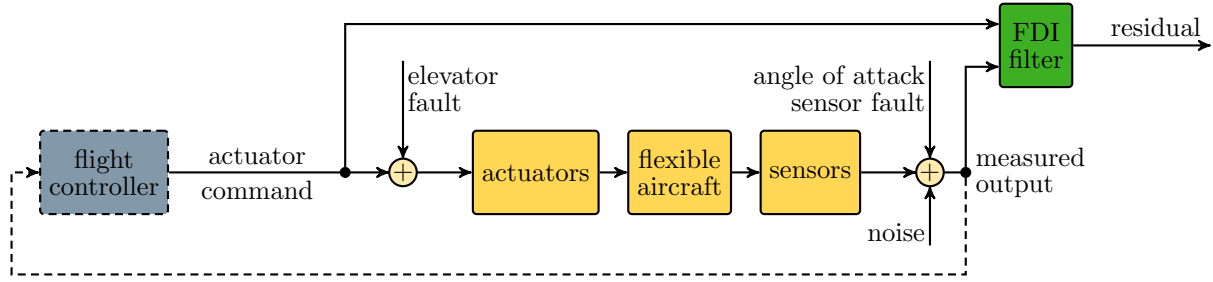 FDI
filter
residual
elevator
fault
angle of attack
sensor fault
flight
controller
actuator
command
+
actuators
flexible
aircraft
sensors
+
measured
output
noise